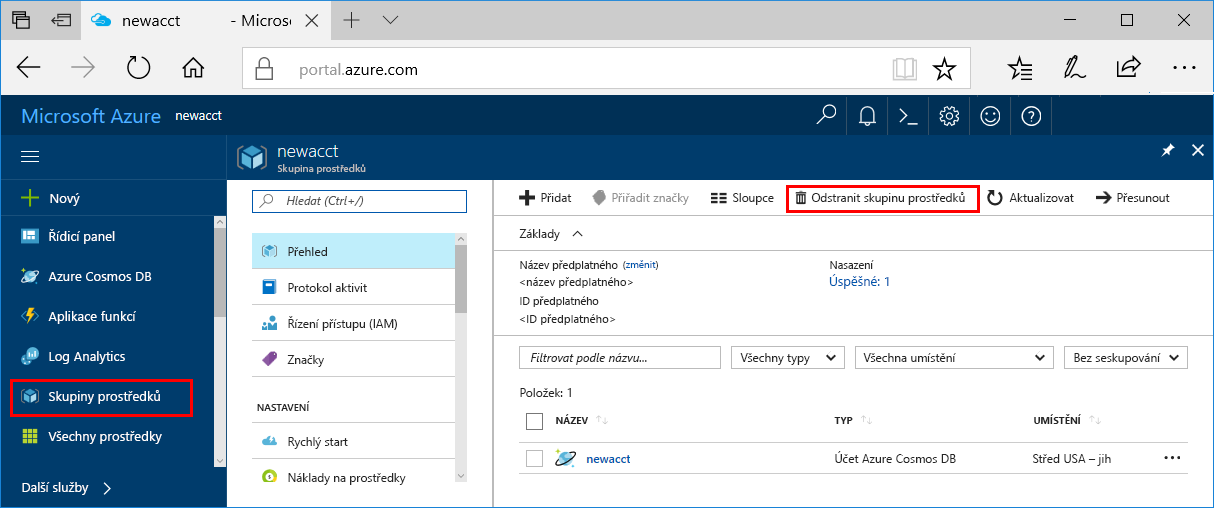 newacct - Microso
portal.azure.com
Microsoft Azure newacct
newacct
Skupina prostředků
Nový
Řídicí panel
Azure Cosmos DB
Aplikace funkcí
Log Analytics
Skupiny prostředků
Všechny prostředky
Další služby
Hledat (Ctrl+/)
Přehled
Protokol aktivit
Řízení přístupu (IAM)
Značky
NASTAVENÍ
Rychlý start
Náklady na prostředky
Přidat Přiřadit značky Sloupce Odstranit skupinu prostředků Aktualizovat Přesunout
Základy
Název předplatného (změnit) Nasazení
<název předplatného> Úspěšné: 1
ID předplatného
<ID předplatného>
Filtrovat podle názvu... Všechny typy Všechna umístění Bez seskupování
Položek: 1
NÁZEV TYP UMÍSTĚNÍ
newacct Účet Azure Cosmos DB Střed USA – jih